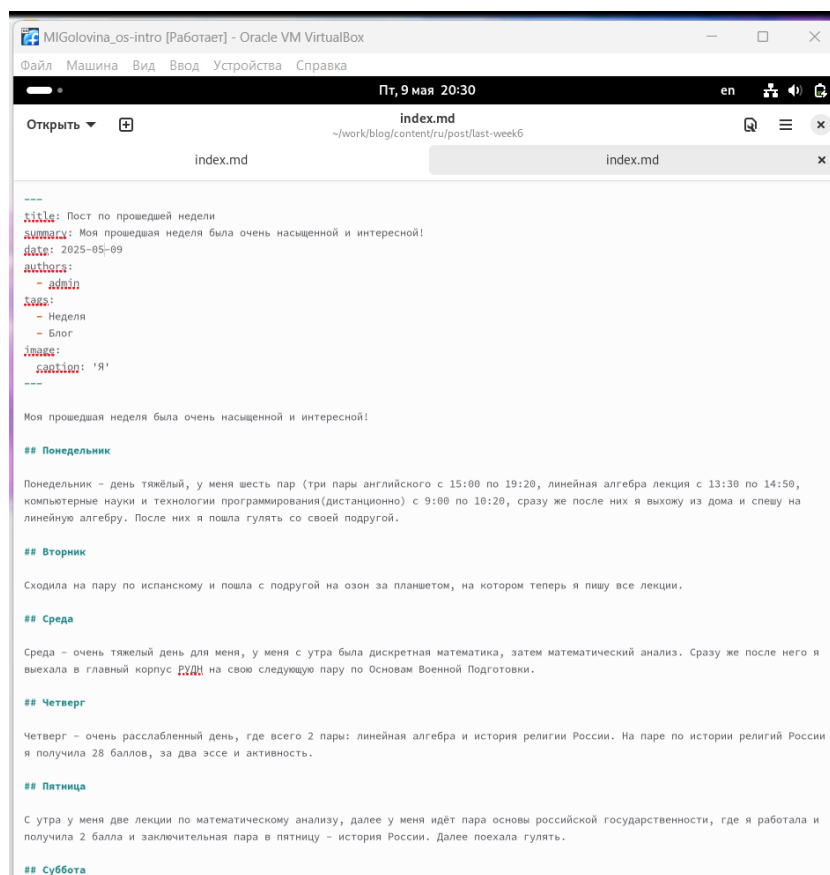 MIGolovina_os-intro [Работает] - Oracle VM VirtualBox
Файл Машина Вид Ввод Устройства Справка
Пт, 9 мая 20:30
en
Открыть
index.md
~/work/blog/content/ru/post/last-week6
index.md
index.md
---
title: Пост по прошедшей недели
summary: Моя прошедшая неделя была очень насыщенной и интересной!
date: 2025-05-09
authors:
- admin
tags:
- Неделя
- Блог
image:
caption: 'Я'
---
Моя прошедшая неделя была очень насыщенной и интересной!
## Понедельник
Понедельник - день тяжёлый, у меня шесть пар (три пары английского с 15:00 по 19:20, линейная алгебра лекция с 13:30 по 14:50,
компьютерные науки и технологии программирования(дистанционно) с 9:00 по 10:20, сразу же после них я выхожу из дома и спешу на
линейную алгебру. После них я пошла гулять со своей подругой.
## Вторник
Сходила на пару по испанскому и пошла с подругой на озон за планшетом, на котором теперь я пишу все лекции.
## Среда
Среда - очень тяжелый день для меня, у меня с утра была дискретная математика, затем математический анализ. Сразу же после него я
выехала в главный корпус РУДН на свою следующую пару по Основам Военной Подготовки.
## Четверг
Четверг - очень расслабленный день, где всего 2 пары: линейная алгебра и история религии России. На паре по истории религий России
я получила 28 баллов, за два эссе и активность.
## Пятница
С утра у меня две лекции по математическому анализу, далее у меня идёт пара основы российской государственности, где я работала и
получила 2 балла и заключительная пара в пятницу - история России. Далее поехала гулять.
## Суббота